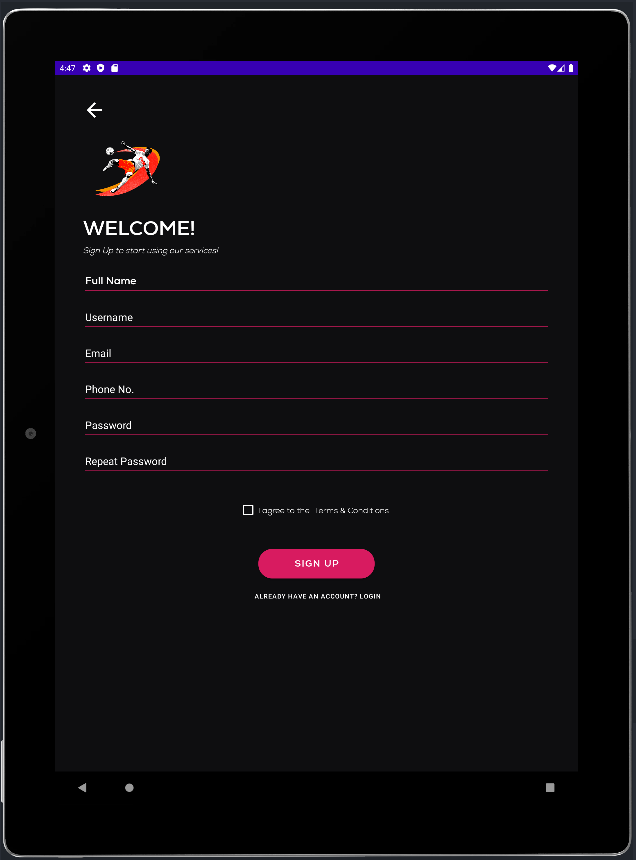 4:47
WELCOME!
Sign Up to start using our services!
Full Name
Username
Email
Phone No.
Password
Repeat Password
I agree to the Terms & Conditions
SIGN UP
ALREADY HAVE AN ACCOUNT? LOGIN